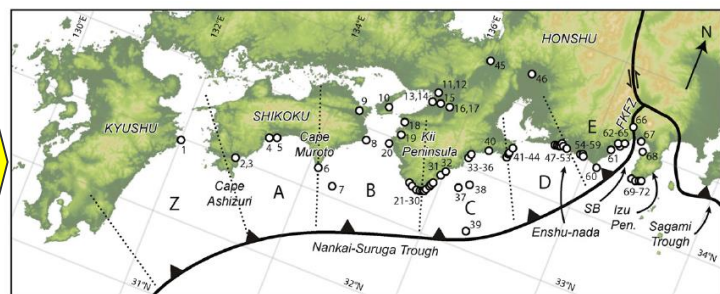 130°E
132°E
134°E
136°E
HONSHU
N
45
46
11,12
13,14
15
16,17
10
9
18
19
20
8
SHIKOKU
KYUSHU
4 5
Cape
Muroto
Kii
Peninsula
1
2,3
6
7
Cape
Ashizuri
Z
A
B
C
D
E
FKFZ
21-30
31
32
33-36
37
38
39
40
41-44
47-53
54-59
60
61
62-65
66
67
68
69-72
Enshu-nada
SB
Izu
Pen.
Sagami
Trough
Nankai-Suruga Trough
31°N
32°N
33°N
34°N